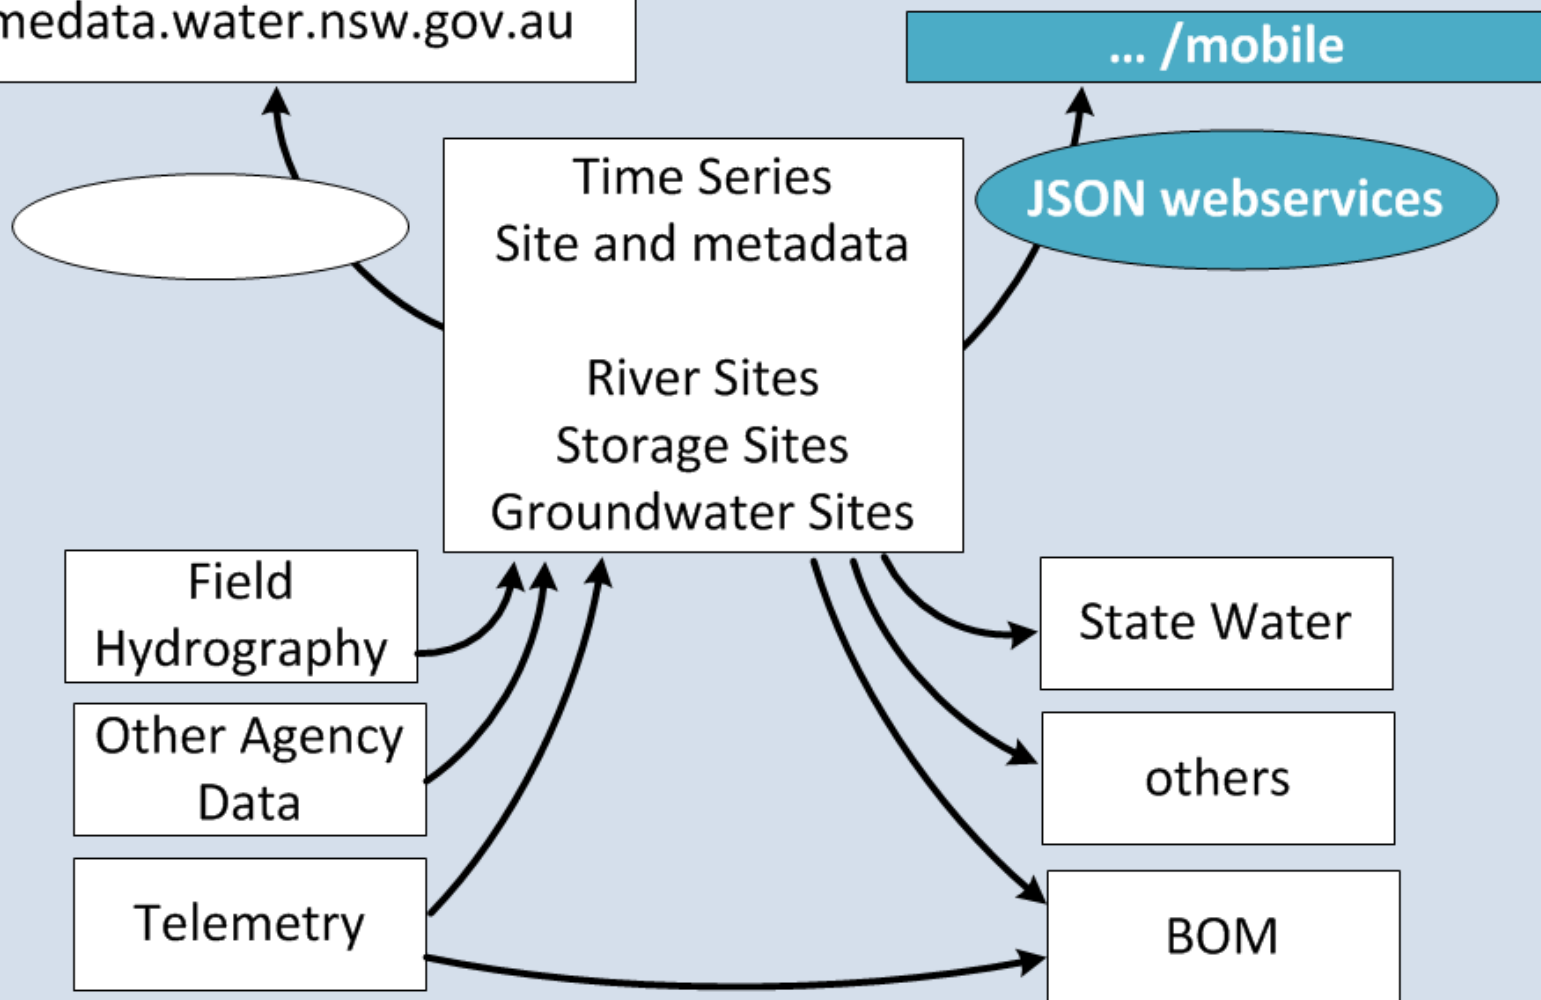 medata.water.nsw.gov.au
... /mobile
Time Series
Site and metadata
JSON webservices
River Sites
Storage Sites
Groundwater Sites
Field
Hydrography
State Water
Other Agency
Data
others
Telemetry
BOM